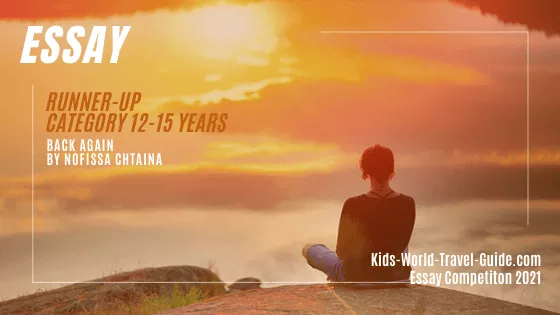 ESSAY
RUNNER-UP
CATEGORY 12-15 YEARS
BACK AGAIN
BY NOFISSA CHTAINA
Kids-World-Travel-Guide.com
Essay Competiton 2021